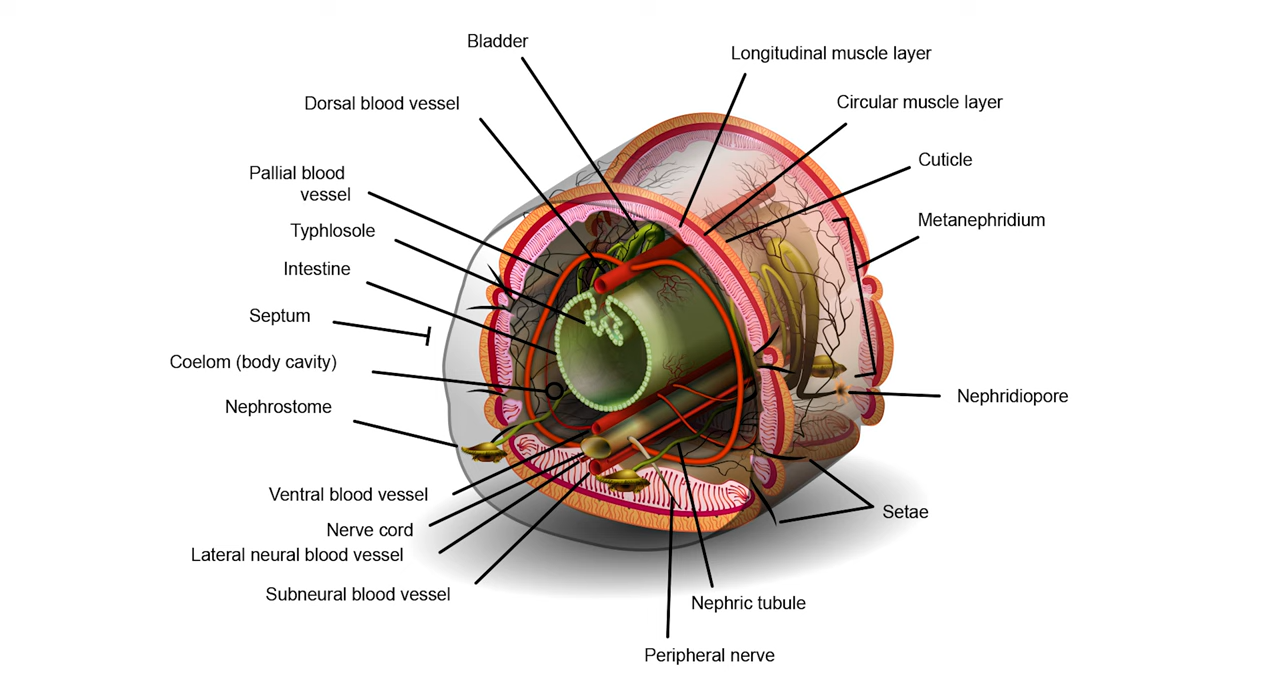 Bladder
Longitudinal muscle layer
Dorsal blood vessel
Circular muscle layer
Pallial blood
vessel
Cuticle
Typhlosole
Metanephridium
Intestine
Septum
Coelom (body cavity)
Nephrostome
Nephridiopore
Ventral blood vessel
Nerve cord
Setae
Lateral neural blood vessel
Subneural blood vessel
Nephric tubule
Peripheral nerve